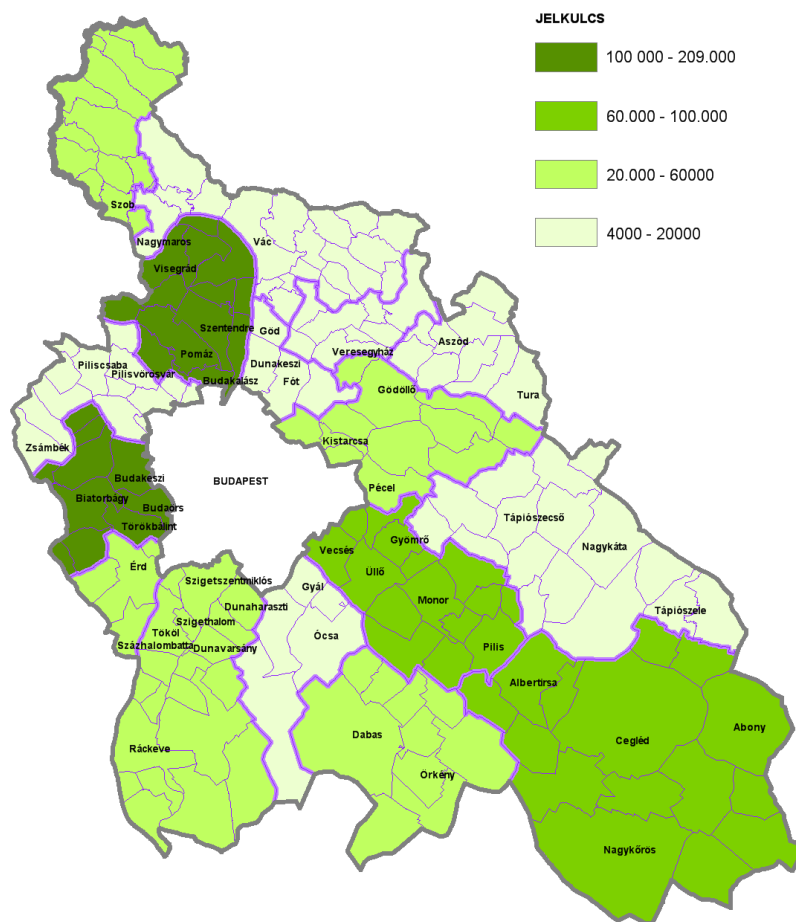 JELKULCS
100 000 - 209.000
60.000 - 100.000
20.000 - 60000
4000 - 20000
Szob
Nagymaros
Vác
Visegrád
Szentendre
Göd
Pomáz
Veresegyház
Aszód
Piliscsaba
Pilisvörösvár
Dunakeszi
Budakalász
Fót
Gödöllő
Tura
Zsámbék
Kistarcsa
Budakeszi
BUDAPEST
Pécel
Biatorbágy
Budaörs
Törökbálint
Tápiószecső
Gyömrő
Nagykáta
Vecsés
Érd
Üllő
Szigetszentmiklós
Gyál
Monor
Dunaharaszti
Tápiószele
Szigethalom
Tököl
Ócsa
Százhalombatta
Dunavarsány
Pilis
Albertirsa
Abony
Dabas
Cegléd
Ráckeve
Örkény
Nagykőrös